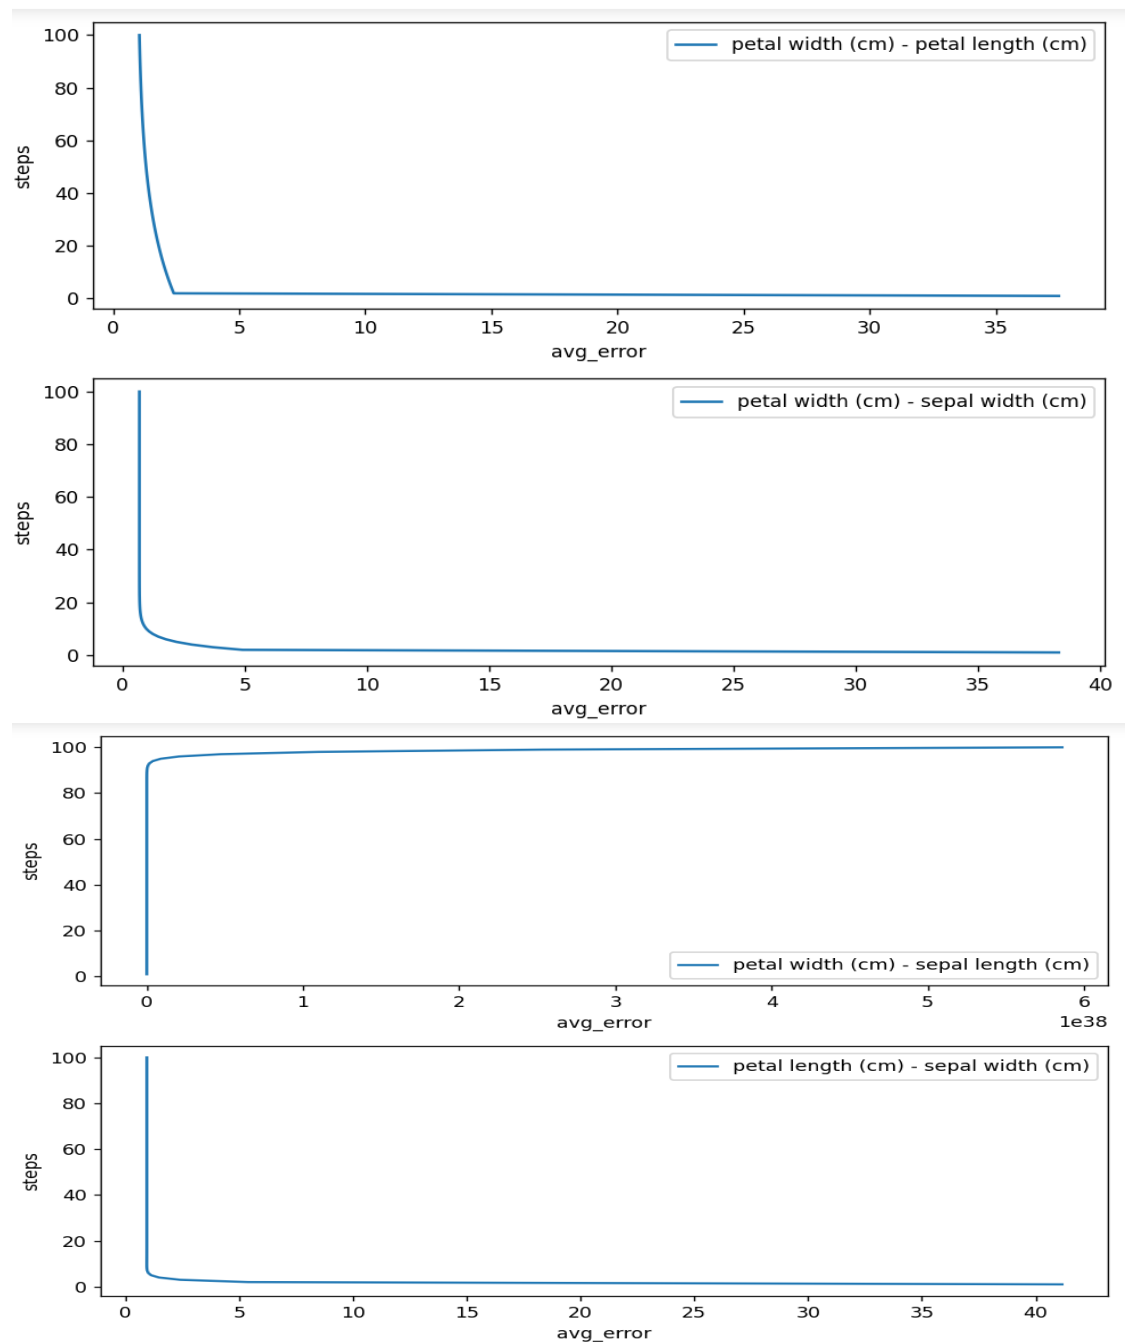 100
80
60
40
20
0
steps
petal width (cm) - petal length (cm)
0 5 10 15 20 25 30 35
avg_error
100
80
60
40
20
0
steps
petal width (cm) - sepal width (cm)
0 5 10 15 20 25 30 35 40
avg_error
100
80
60
40
20
0
steps
petal width (cm) - sepal length (cm)
0 1 2 3 4 5 6
avg_error
1e38
100
80
60
40
20
0
steps
petal length (cm) - sepal width (cm)
0 5 10 15 20 25 30 35 40
avg_error